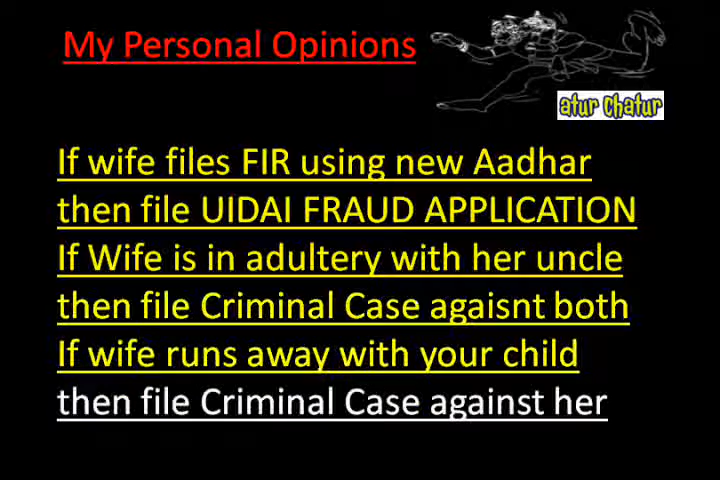 My Personal Opinions
atur chatur
If wife files FIR using new Aadhar
then file UIDAI FRAUD APPLICATION
If Wife is in adultery with her uncle
then file Criminal Case agaisnt both
If wife runs away with your child
then file Criminal Case against her